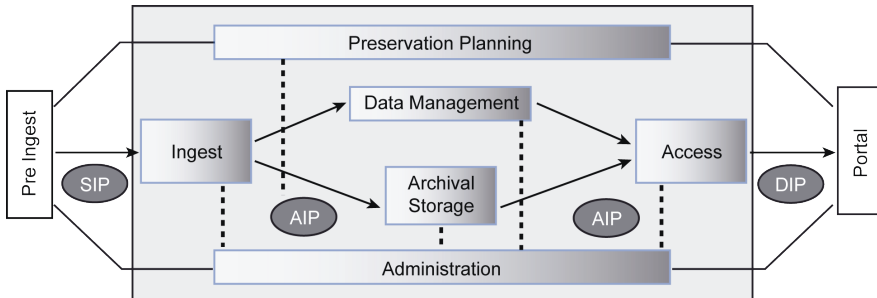 Preservation Planning
Pre Ingest
SIP
Ingest
Data Management
AIP
Archival
Storage
AIP
Access
DIP
Portal
Administration